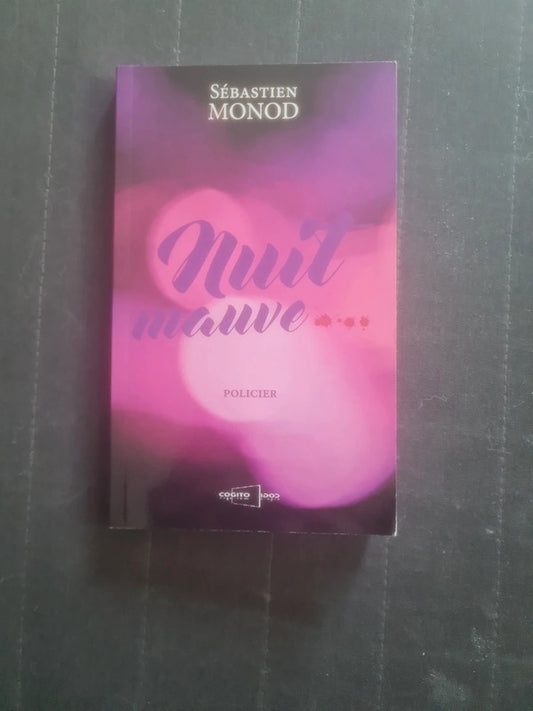 Sébastien
MONOD
Nuit
mauve...
POLICIER
COGITO